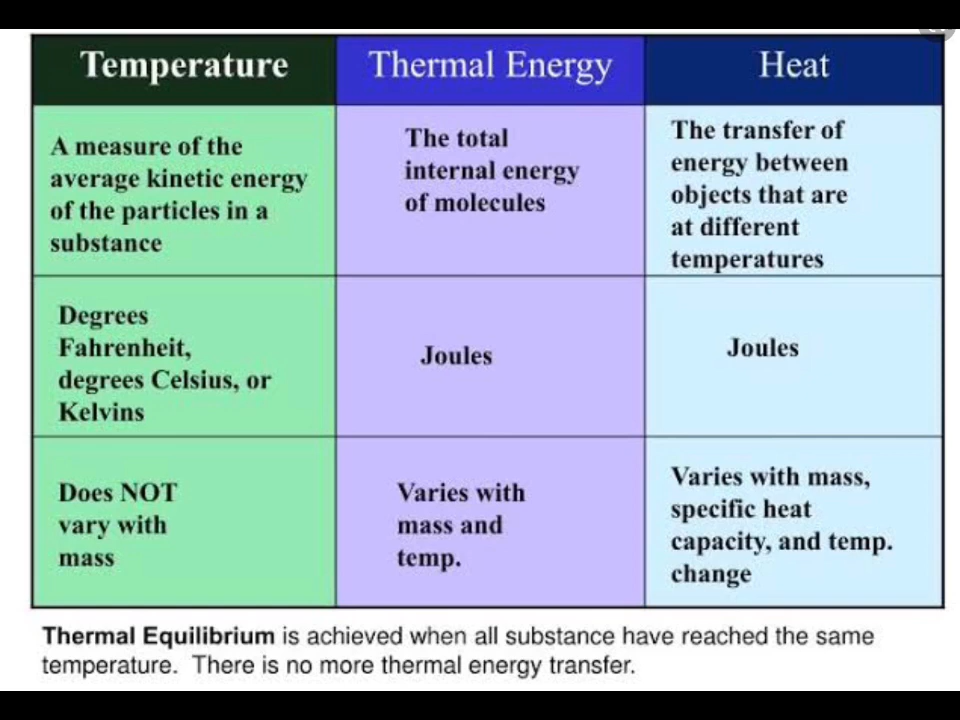 Temperature
Thermal Energy
Heat
A measure of the
average kinetic energy
of the particles in a
substance
The total
internal energy
of molecules
The transfer of
energy between
objects that are
at different
temperatures
Degrees
Fahrenheit,
degrees Celsius, or
Kelvins
Joules
Joules
Does NOT
vary with
mass
Varies with
mass and
temp.
Varies with mass,
specific heat
capacity, and temp.
change
Thermal Equilibrium is achieved when all substance have reached the same
temperature. There is no more thermal energy transfer.